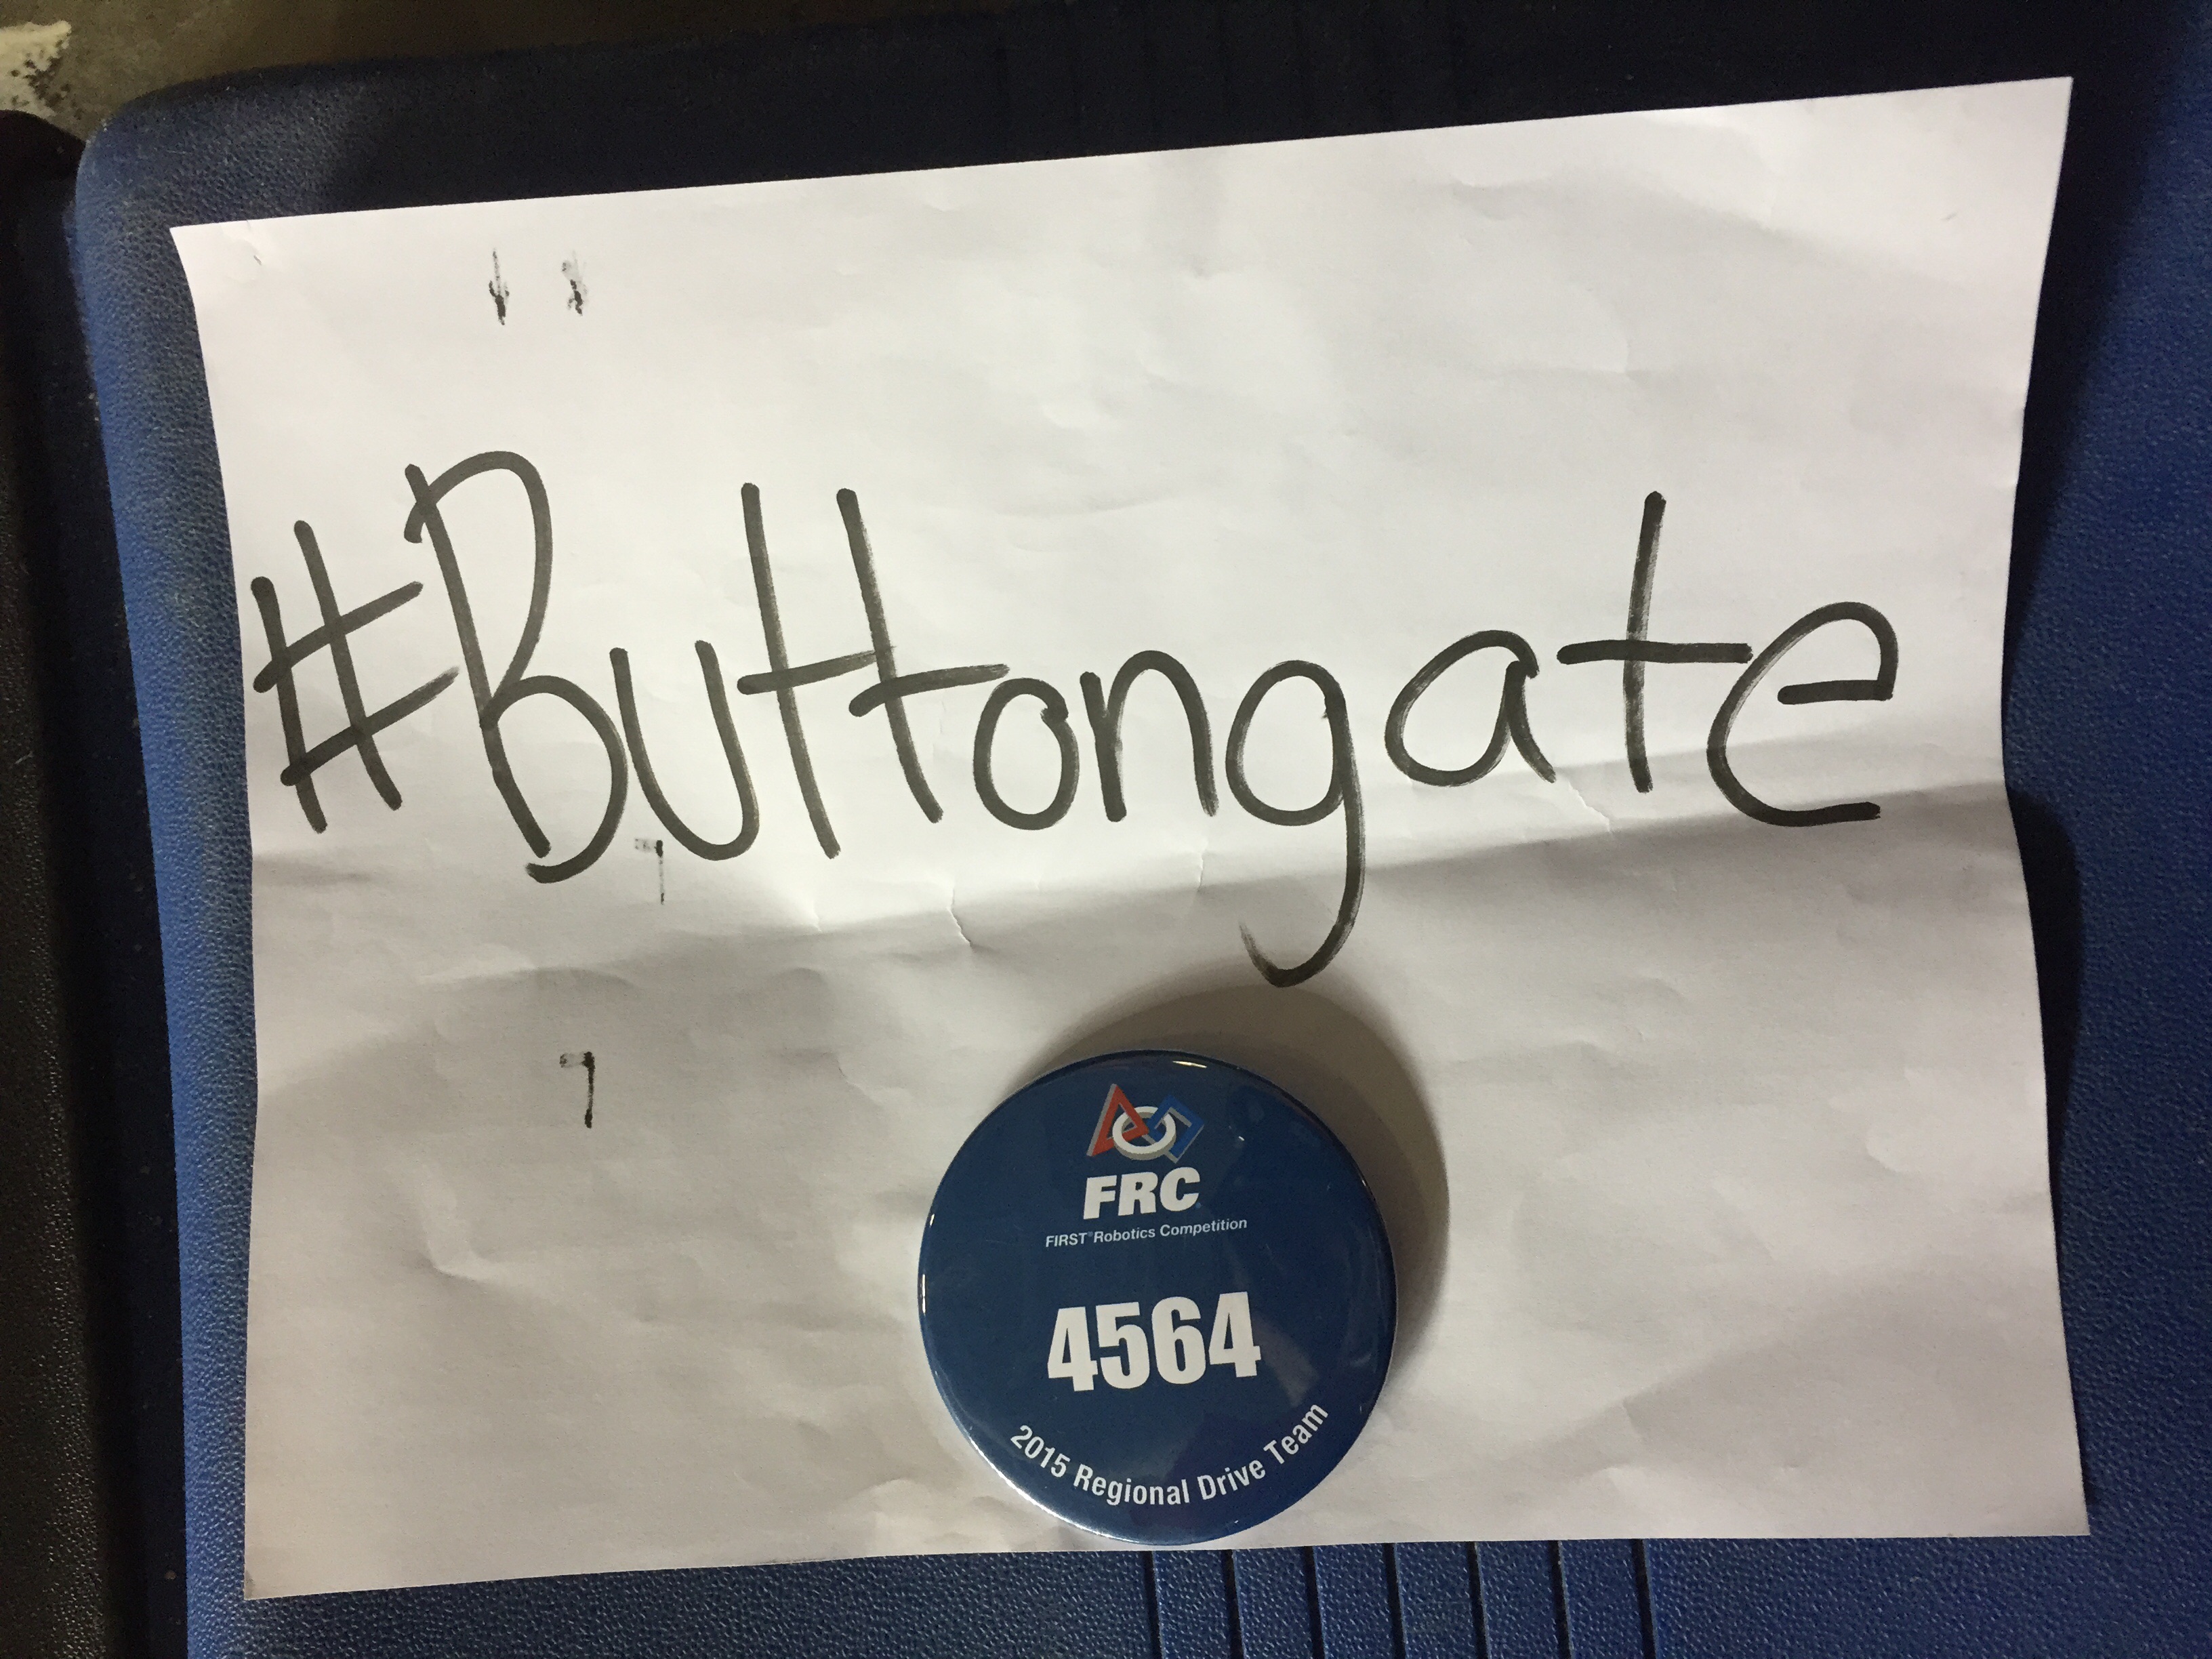 #Buttongate
FRC
FIRST® Robotics Competition
4564
2015 Regional Drive Team